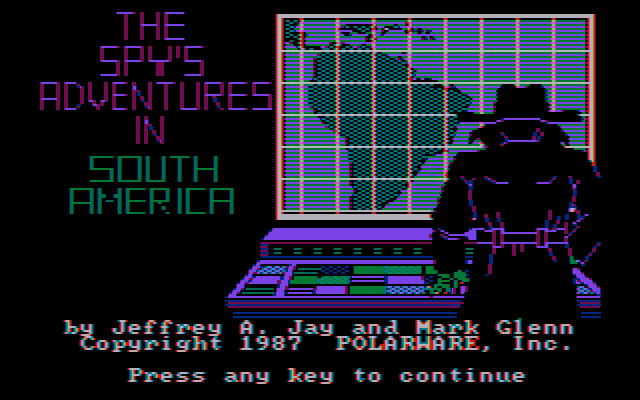 THE
SPY'S
ADVENTURES
IN
SOUTH
AMERICA
by Jeffrey A. Jay and Mark Glenn
Copyright 1987 POLARWARE, Inc.
Press any key to continue